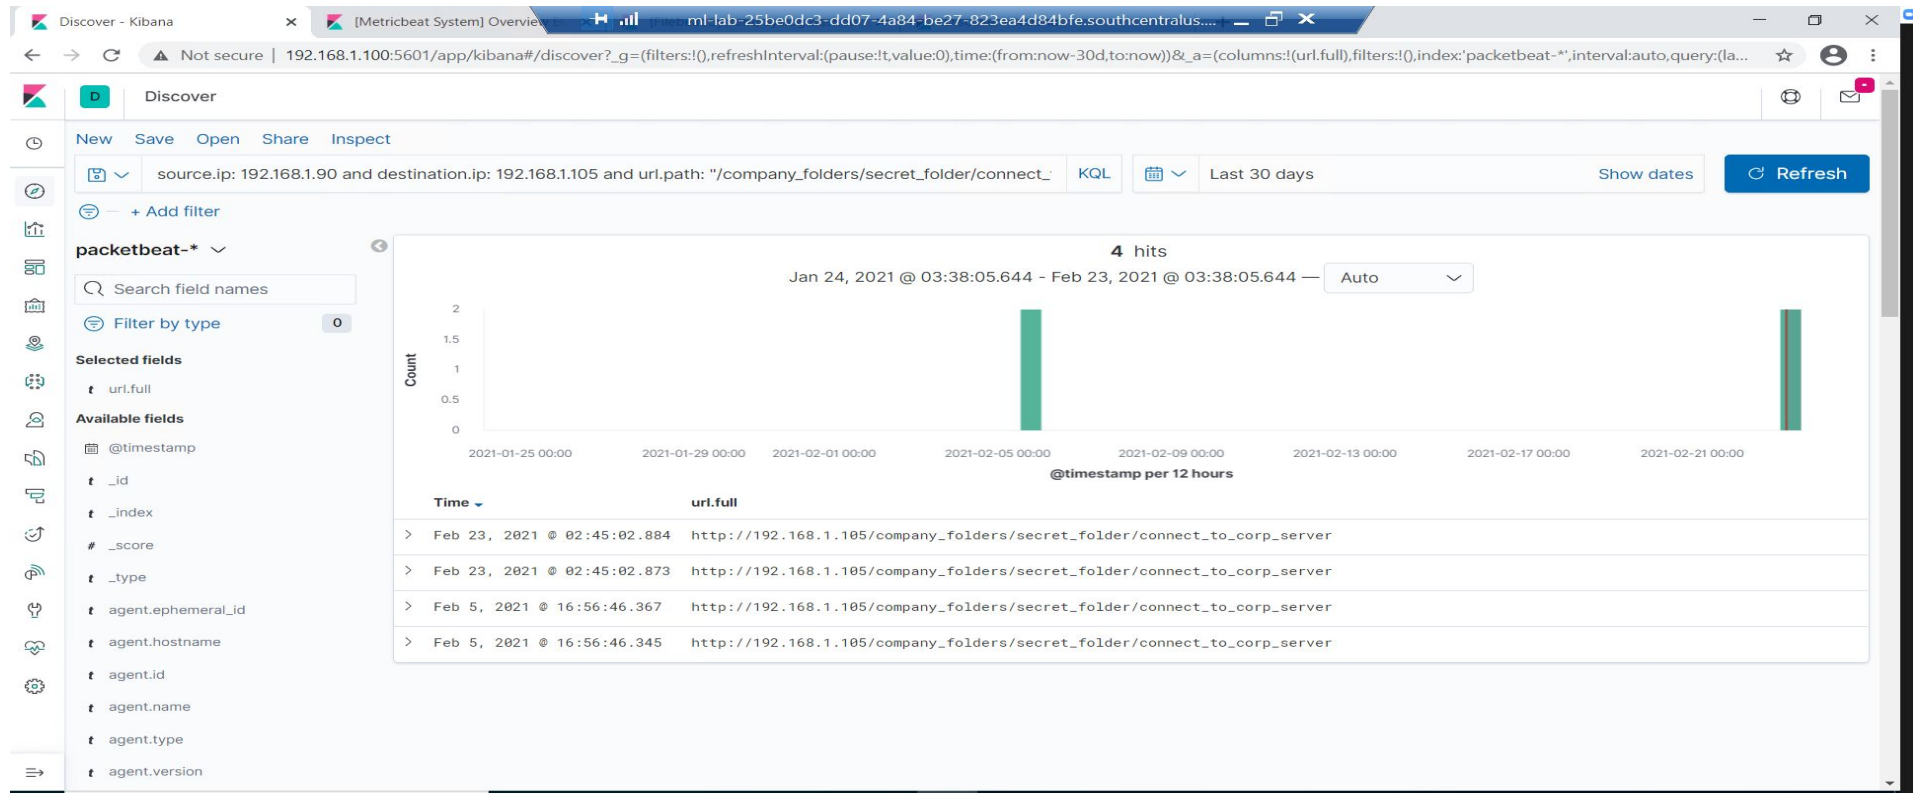 Discover - Kibana
[Metricbeat System] Overview
ml-lab-25be0dc3-dd07-4a84-be27-823ea4d84bfe.southcentralus....
Not secure | 192.168.1.100:5601/app/kibana#/discover?_g=(filters:!(),refreshInterval:(pause:!t,value:0),time:(from:now-30d,to:now))&_a=(columns:!(url.full),filters:!(),index:'packetbeat-*',interval:auto,query:(la...
D Discover
New Save Open Share Inspect
source.ip: 192.168.1.90 and destination.ip: 192.168.1.105 and url.path: "/company_folders/secret_folder/connect_ KQL Last 30 days Show dates Refresh
+ Add filter
packetbeat-*
Search field names
Filter by type 0
Selected fields
t url.full
Available fields
@timestamp
t _id
t _index
# _score
t _type
t agent.ephemeral_id
t agent.hostname
t agent.id
t agent.name
t agent.type
t agent.version
4 hits
Jan 24, 2021 @ 03:38:05.644 - Feb 23, 2021 @ 03:38:05.644 — Auto
2
1.5
1
0.5
0
Count
2021-01-25 00:00 2021-01-29 00:00 2021-02-01 00:00 2021-02-05 00:00 2021-02-09 00:00 2021-02-13 00:00 2021-02-17 00:00 2021-02-21 00:00
@timestamp per 12 hours
Time url.full
Feb 23, 2021 @ 02:45:02.884 http://192.168.1.105/company_folders/secret_folder/connect_to_corp_server
Feb 23, 2021 @ 02:45:02.873 http://192.168.1.105/company_folders/secret_folder/connect_to_corp_server
Feb 5, 2021 @ 16:56:46.367 http://192.168.1.105/company_folders/secret_folder/connect_to_corp_server
Feb 5, 2021 @ 16:56:46.345 http://192.168.1.105/company_folders/secret_folder/connect_to_corp_server